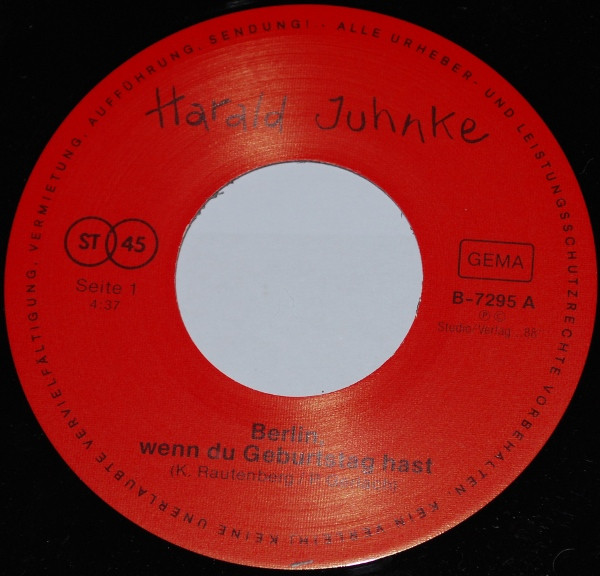 KEINE UNERLAUBTE VERVIELFÄLTIGUNG, VERMIETUNG, AUFFÜHRUNG, SENDUNG! - ALLE URHEBER- UND LEISTUNGSSCHUTZRECHTE VORBEHALTEN. KEIN VERLEIH!
Harald Juhnke
ST 45
Seite 1
4:37
GEMA
B-7295 A
℗©
Studio-Verlag 86
Berlin,
wenn du Geburtstag hast
(K. Rautenberg /